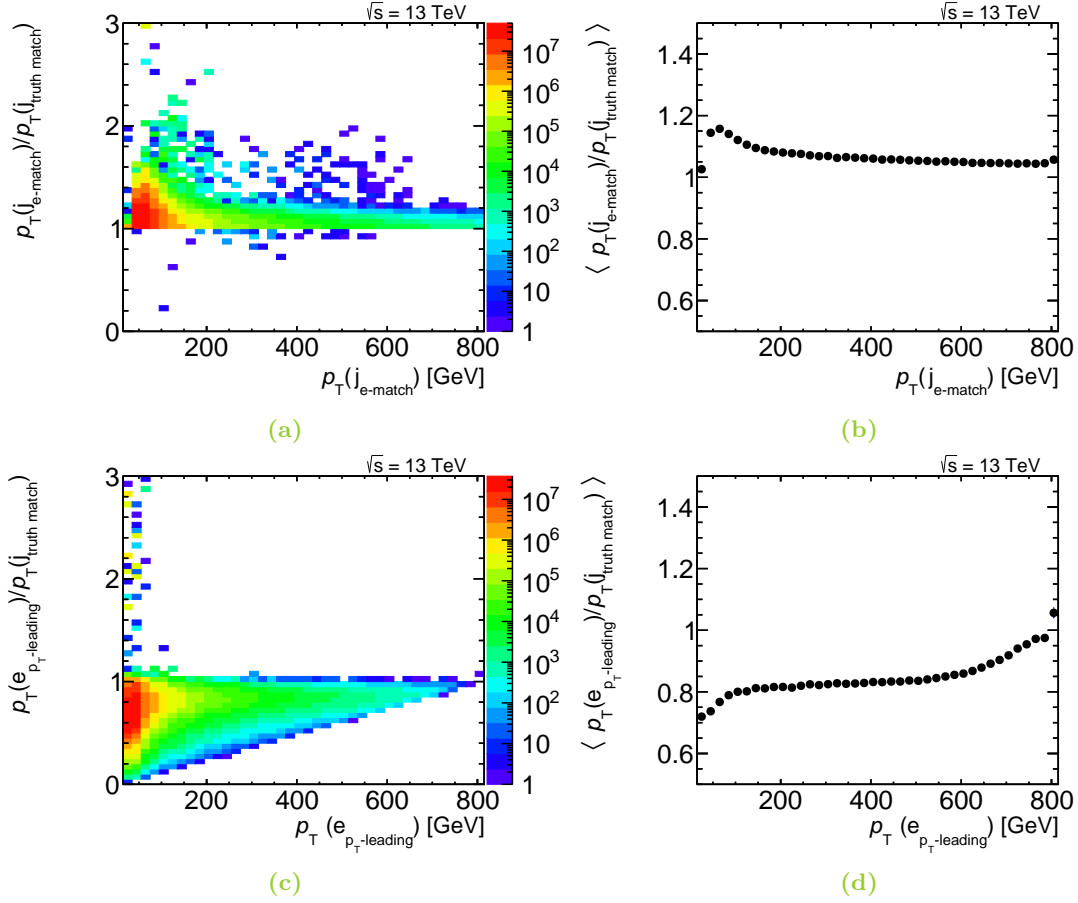 √s = 13 TeV
p_T(j_e-match)/p_T(j_truth match)
3
2
1
0
10^7
10^6
10^5
10^4
10^3
10^2
10
1
200 400 600 800
p_T(j_e-match) [GeV]
(a)
√s = 13 TeV
⟨ p_T(j_e-match)/p_T(j_truth match) ⟩
1.4
1.2
1
0.8
0.6
200 400 600 800
p_T(j_e-match) [GeV]
(b)
√s = 13 TeV
p_T(e_p_T-leading)/p_T(j_truth match)
3
2
1
0
10^7
10^6
10^5
10^4
10^3
10^2
10
1
200 400 600 800
p_T (e_p_T-leading) [GeV]
(c)
√s = 13 TeV
⟨ p_T(e_p_T-leading)/p_T(j_truth match) ⟩
1.4
1.2
1
0.8
0.6
200 400 600 800
p_T (e_p_T-leading) [GeV]
(d)